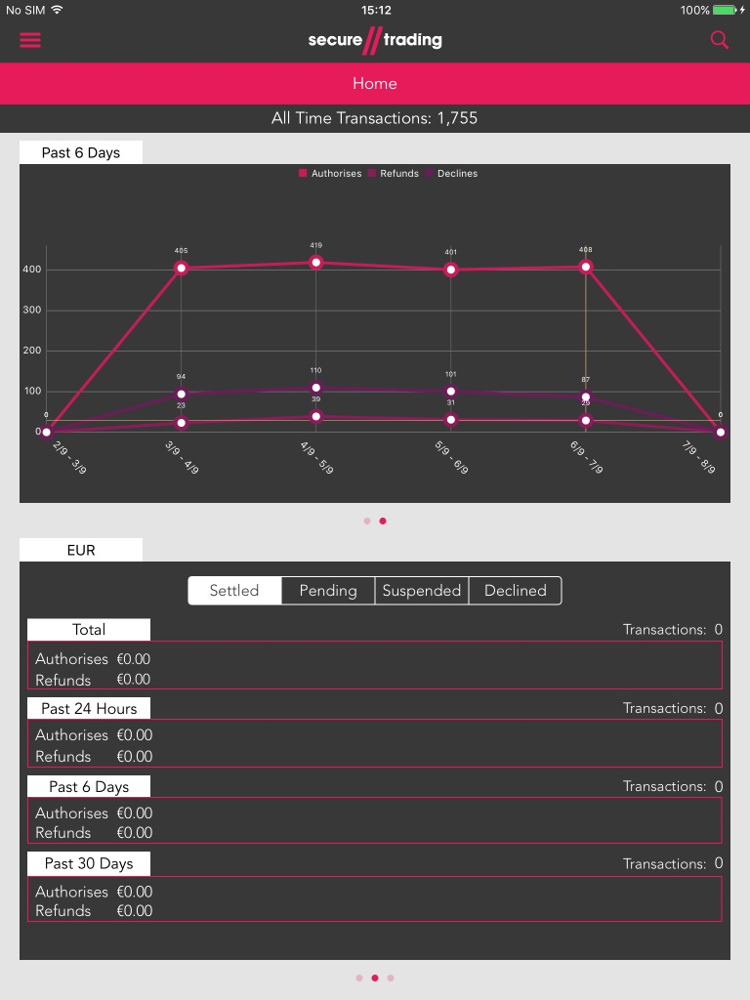 No SIM 15:12 100%
secure//trading
Home
All Time Transactions: 1,755
Past 6 Days
Authorises Refunds Declines
405 419 401 408
400
300
200
94 110 101 87
100
23 39 31
0 0
0
2/9 - 3/9 3/9 - 4/9 4/9 - 5/9 5/9 - 6/9 6/9 - 7/9 7/9 - 8/9
EUR
Settled Pending Suspended Declined
Total Transactions: 0
Authorises €0.00
Refunds €0.00
Past 24 Hours Transactions: 0
Authorises €0.00
Refunds €0.00
Past 6 Days Transactions: 0
Authorises €0.00
Refunds €0.00
Past 30 Days Transactions: 0
Authorises €0.00
Refunds €0.00